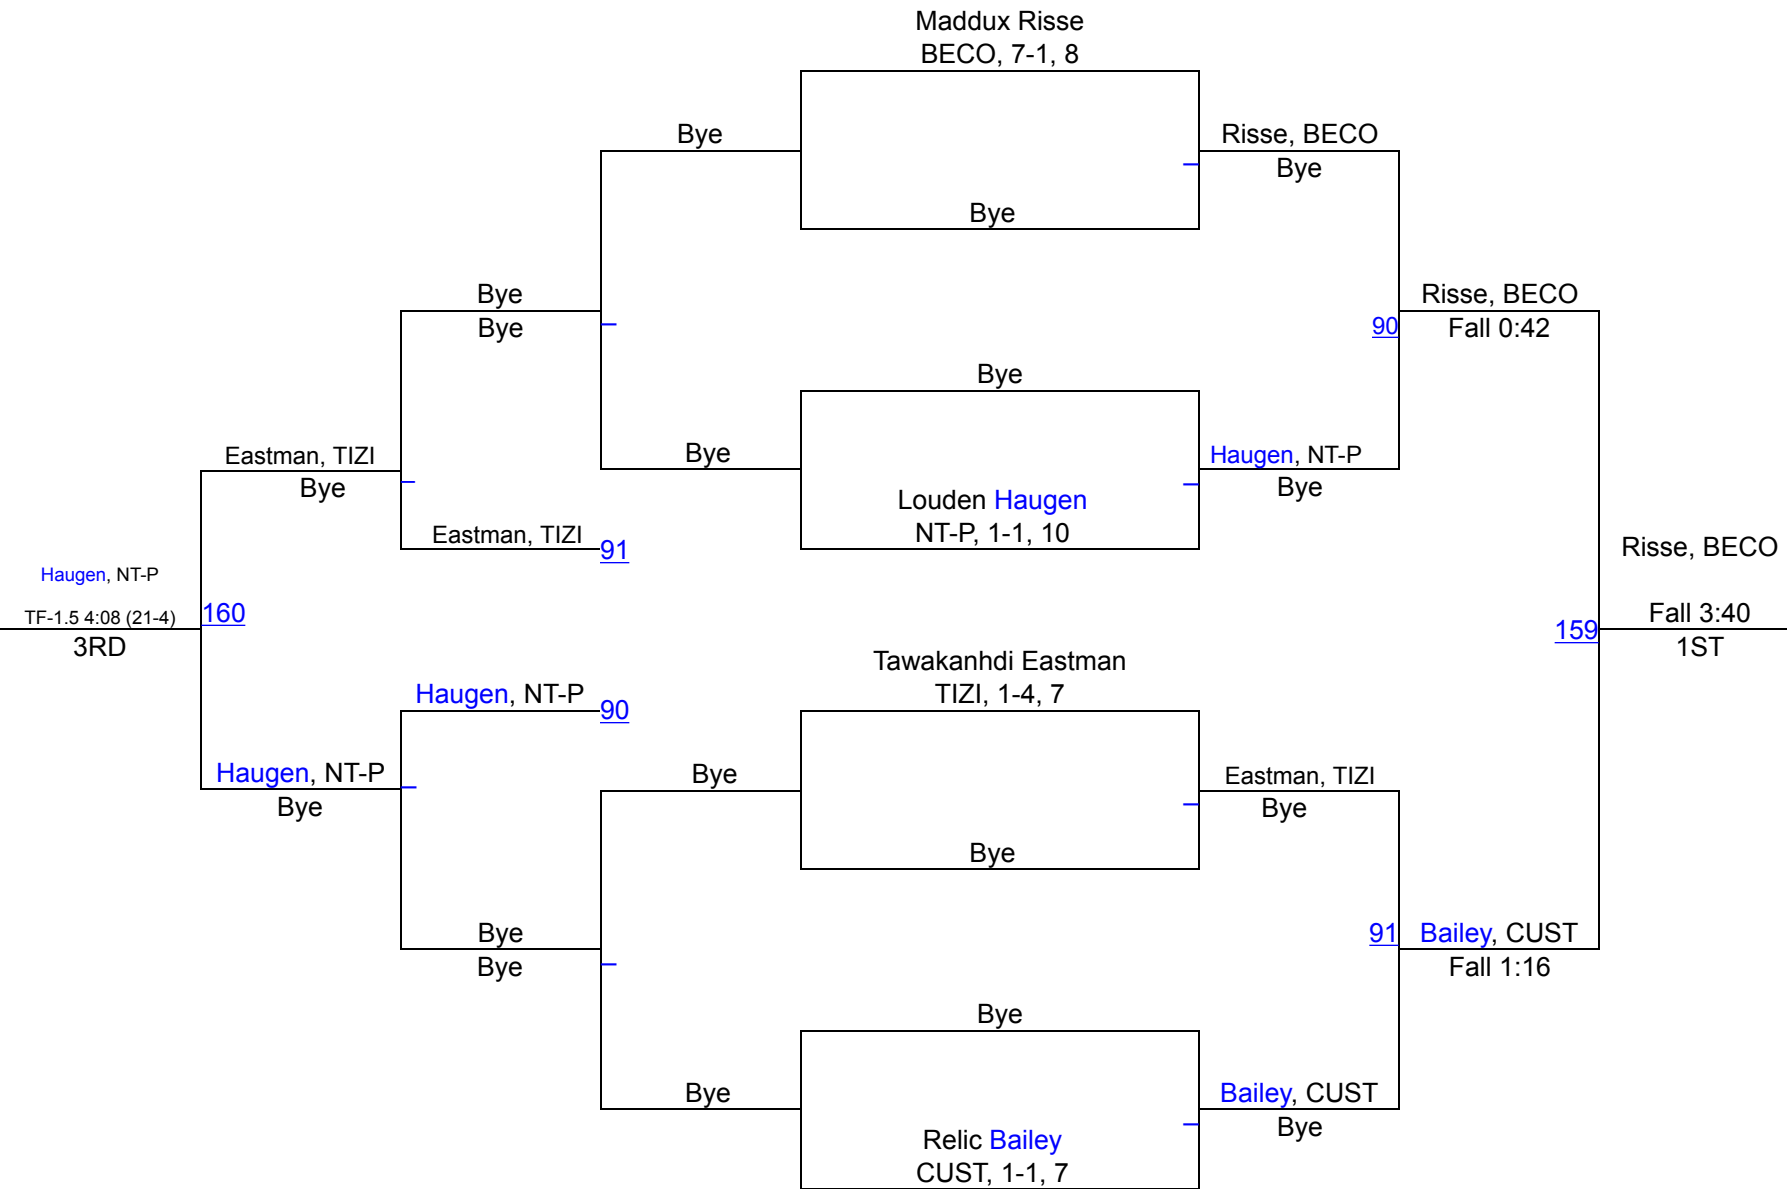 Maddux Risse
BECO, 7-1, 8
Bye
Risse, BECO
Bye
Bye
Bye
Bye
Risse, BECO
90
Fall 0:42
Bye
Bye
Haugen, NT-P
Bye
Louden Haugen
NT-P, 1-1, 10
Eastman, TIZI
Bye
Eastman, TIZI
91
Risse, BECO
Haugen, NT-P
TF-1.5 4:08 (21-4)
160
3RD
Fall 3:40
159
1ST
Tawakanhdi Eastman
TIZI, 1-4, 7
Haugen, NT-P
90
Haugen, NT-P
Bye
Bye
Eastman, TIZI
Bye
Bye
Bye
Bye
91
Bailey, CUST
Fall 1:16
Bye
Bye
Bailey, CUST
Bye
Relic Bailey
CUST, 1-1, 7